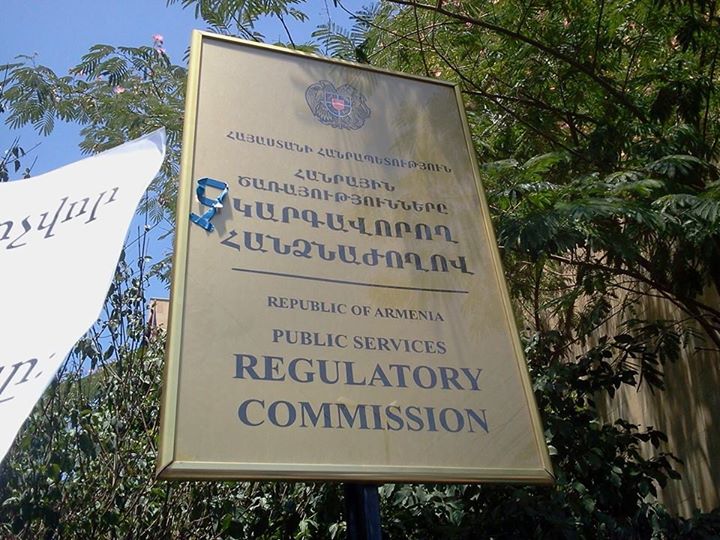 ՀԱՅԱՍՏԱՆԻ ՀԱՆՐԱՊԵՏՈՒԹՅՈՒՆ
ՀԱՆՐԱՅԻՆ
ԾԱՌԱՅՈՒԹՅՈՒՆՆԵՐԸ
ԿԱՐԳԱՎՈՐՈՂ
ՀԱՆՁՆԱԺՈՂՈՎ
REPUBLIC OF ARMENIA
PUBLIC SERVICES
REGULATORY
COMMISSION